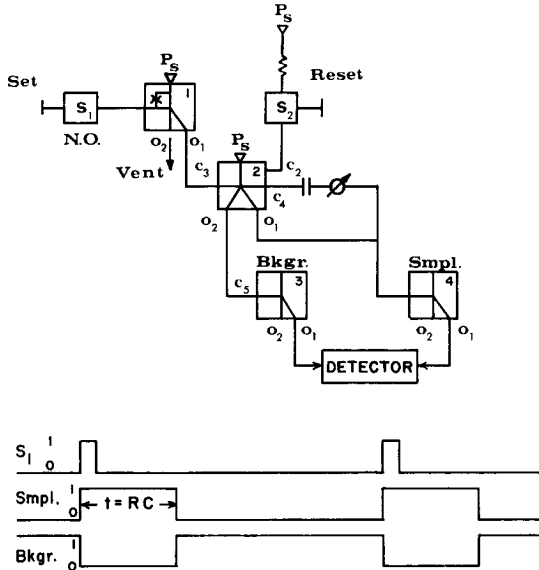 Ps
Ps
Set
S1
1
S2
Reset
N.O.
o2
o1
Vent
Ps
c3
2
c2
c4
o2
o1
Bkgr.
Smpl.
c5
3
4
o2
o1
o2
o1
DETECTOR
S1 1 0
Smpl. 1 0 t = RC
Bkgr. 1 0